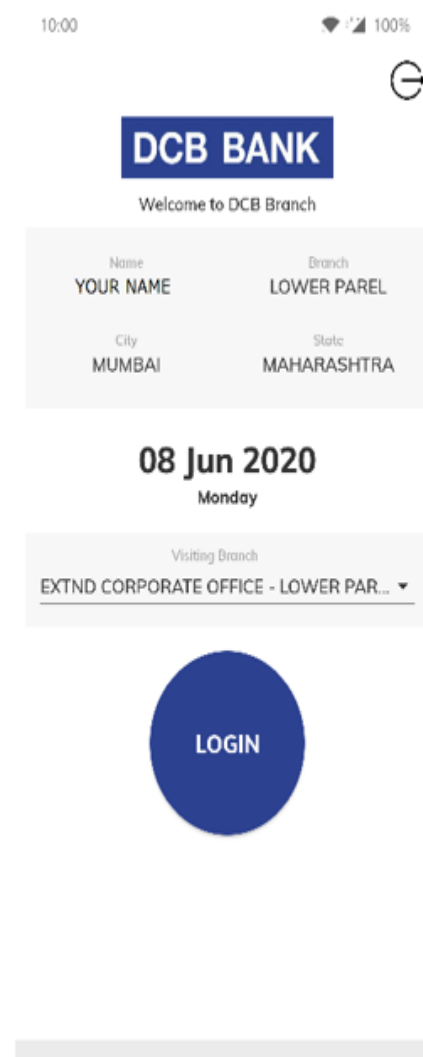 10:00 100%
DCB BANK
Welcome to DCB Branch
Name Branch
YOUR NAME LOWER PAREL
City State
MUMBAI MAHARASHTRA
08 Jun 2020
Monday
Visiting Branch
EXTND CORPORATE OFFICE - LOWER PAR...
LOGIN